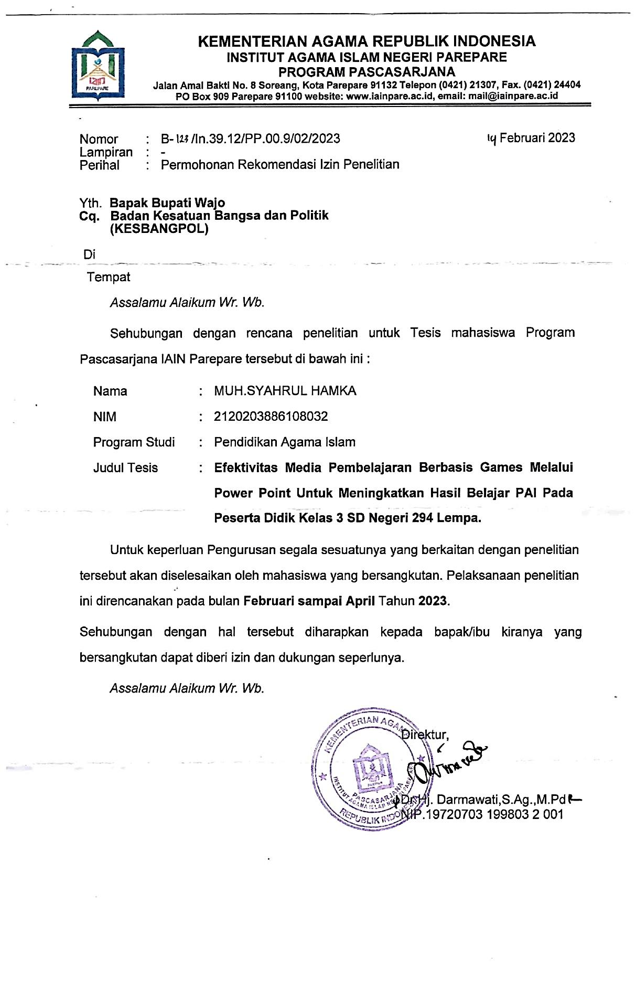 KEMENTERIAN AGAMA REPUBLIK INDONESIA
INSTITUT AGAMA ISLAM NEGERI PAREPARE
PROGRAM PASCASARJANA
Jalan Amal Bakti No. 8 Soreang, Kota Parepare 91132 Telepon (0421) 21307, Fax. (0421) 24404
PO Box 909 Parepare 91100 website: www.iainpare.ac.id, email: mail@iainpare.ac.id
iain
PAREPARE
Nomor : B-128/In.39.12/PP.00.9/02/2023 14 Februari 2023
Lampiran : -
Perihal : Permohonan Rekomendasi Izin Penelitian
Yth. Bapak Bupati Wajo
Cq. Badan Kesatuan Bangsa dan Politik
(KESBANGPOL)
Di
Tempat
Assalamu Alaikum Wr. Wb.
Sehubungan dengan rencana penelitian untuk Tesis mahasiswa Program
Pascasarjana IAIN Parepare tersebut di bawah ini :
Nama : MUH.SYAHRUL HAMKA
NIM : 2120203886108032
Program Studi : Pendidikan Agama Islam
Judul Tesis : Efektivitas Media Pembelajaran Berbasis Games Melalui
Power Point Untuk Meningkatkan Hasil Belajar PAI Pada
Peserta Didik Kelas 3 SD Negeri 294 Lempa.
Untuk keperluan Pengurusan segala sesuatunya yang berkaitan dengan penelitian
tersebut akan diselesaikan oleh mahasiswa yang bersangkutan. Pelaksanaan penelitian
ini direncanakan pada bulan Februari sampai April Tahun 2023.
Sehubungan dengan hal tersebut diharapkan kepada bapak/ibu kiranya yang
bersangkutan dapat diberi izin dan dukungan seperlunya.
Assalamu Alaikum Wr. Wb.
Direktur,
KEMENTERIAN AGAMA
PASCASARJANA
INSTITUT AGAMA ISLAM NEGERI PAREPARE
REPUBLIK INDONESIA
Dr.Hj. Darmawati,S.Ag.,M.Pd
NIP.19720703 199803 2 001